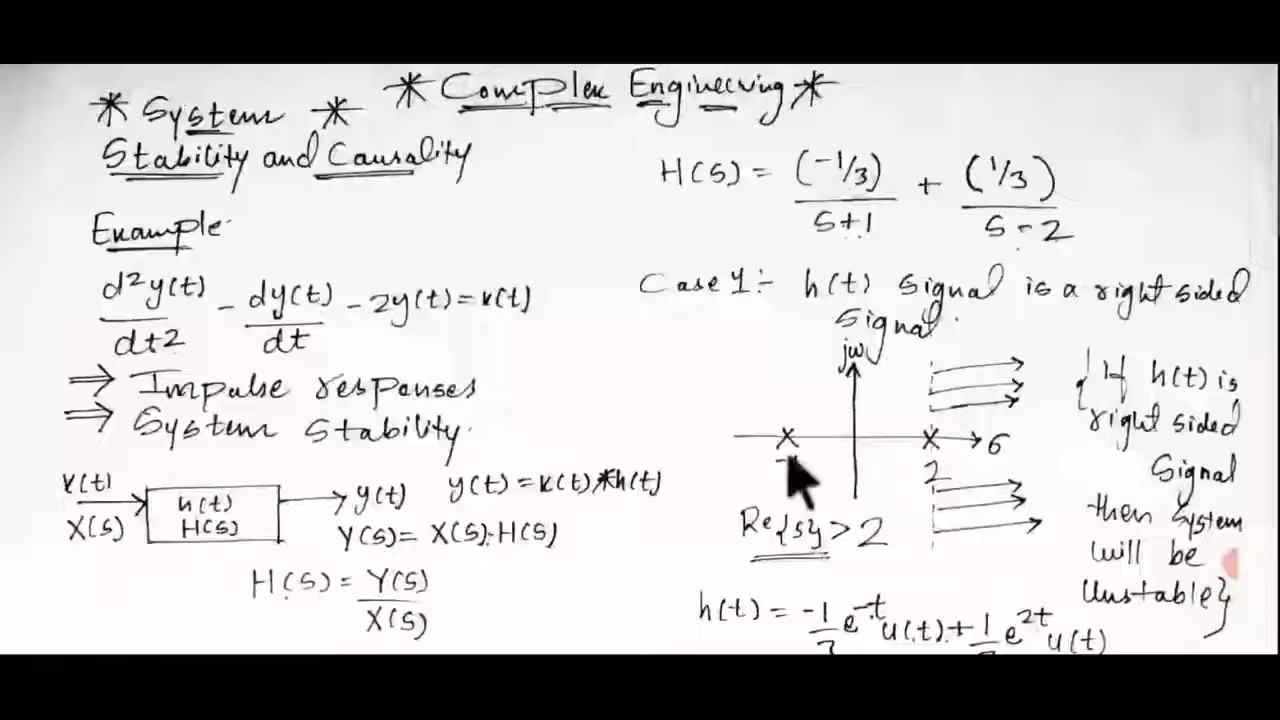 * Complex Engineering *
* System *
Stability and Causality
Example:
d²y(t)/dt2 - dy(t)/dt - 2y(t) = x(t)
⇒ Impulse responses
⇒ System Stability.
x(t)
X(s)
h(t)
H(s)
y(t)
y(t) = x(t)*h(t)
Y(s) = X(s).H(s)
H(s) = Y(s)/X(s)
H(s) = (-1/3)/s+1 + (1/3)/s-2
Case 1:- h(t) signal is a right sided
Signal.
jω
σ
2
Re{s} > 2
{If h(t) is
right sided
Signal
then System
will be
Unstable}
h(t) = -1/3 e^-t u(t) + 1/3 e^2t u(t)